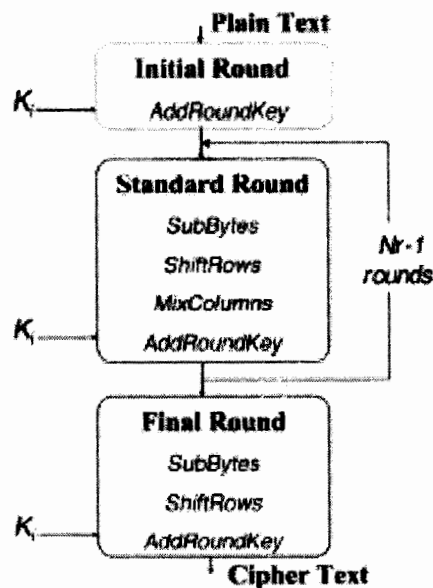 Plain Text
Initial Round
Kᵢ
AddRoundKey
Standard Round
SubBytes
ShiftRows
Nr-1
rounds
MixColumns
Kᵢ
AddRoundKey
Final Round
SubBytes
ShiftRows
Kᵢ
AddRoundKey
Cipher Text